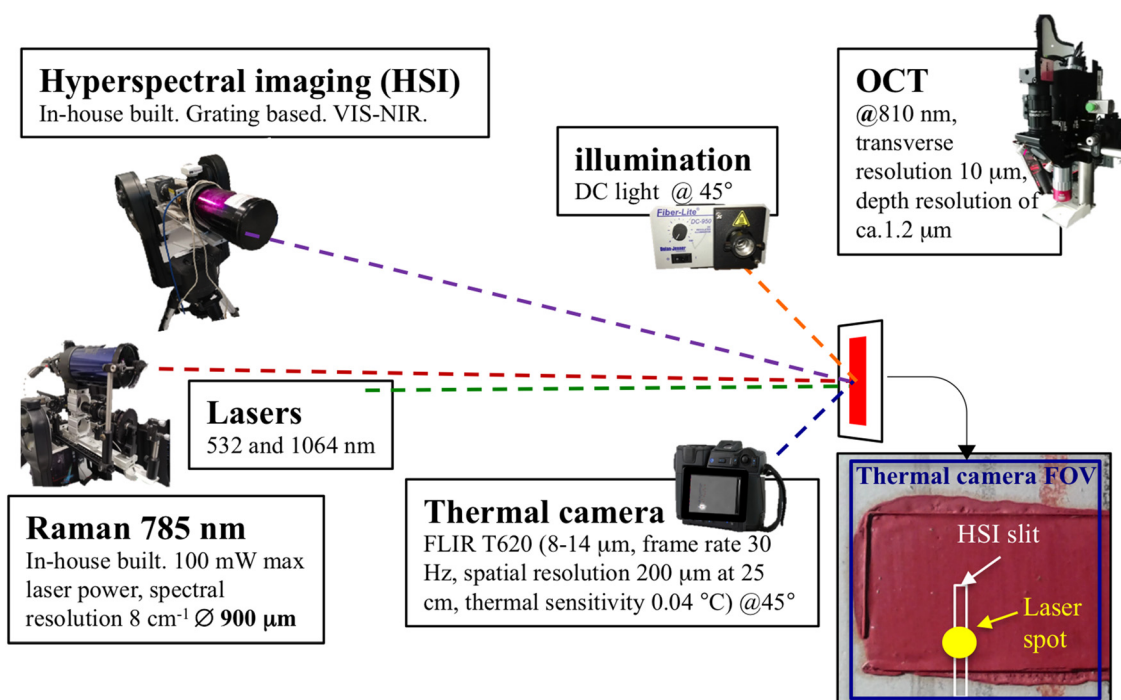 Hyperspectral imaging (HSI)
In-house built. Grating based. VIS-NIR.
illumination
DC light @ 45°
Fiber-Lite
DC-950
OCT
@810 nm,
transverse
resolution 10 μm,
depth resolution of
ca.1.2 μm
Lasers
532 and 1064 nm
Raman 785 nm
In-house built. 100 mW max
laser power, spectral
resolution 8 cm⁻¹ Ø 900 μm
Thermal camera
FLIR T620 (8-14 μm, frame rate 30
Hz, spatial resolution 200 μm at 25
cm, thermal sensitivity 0.04 °C) @45°
Thermal camera FOV
HSI slit
Laser
spot